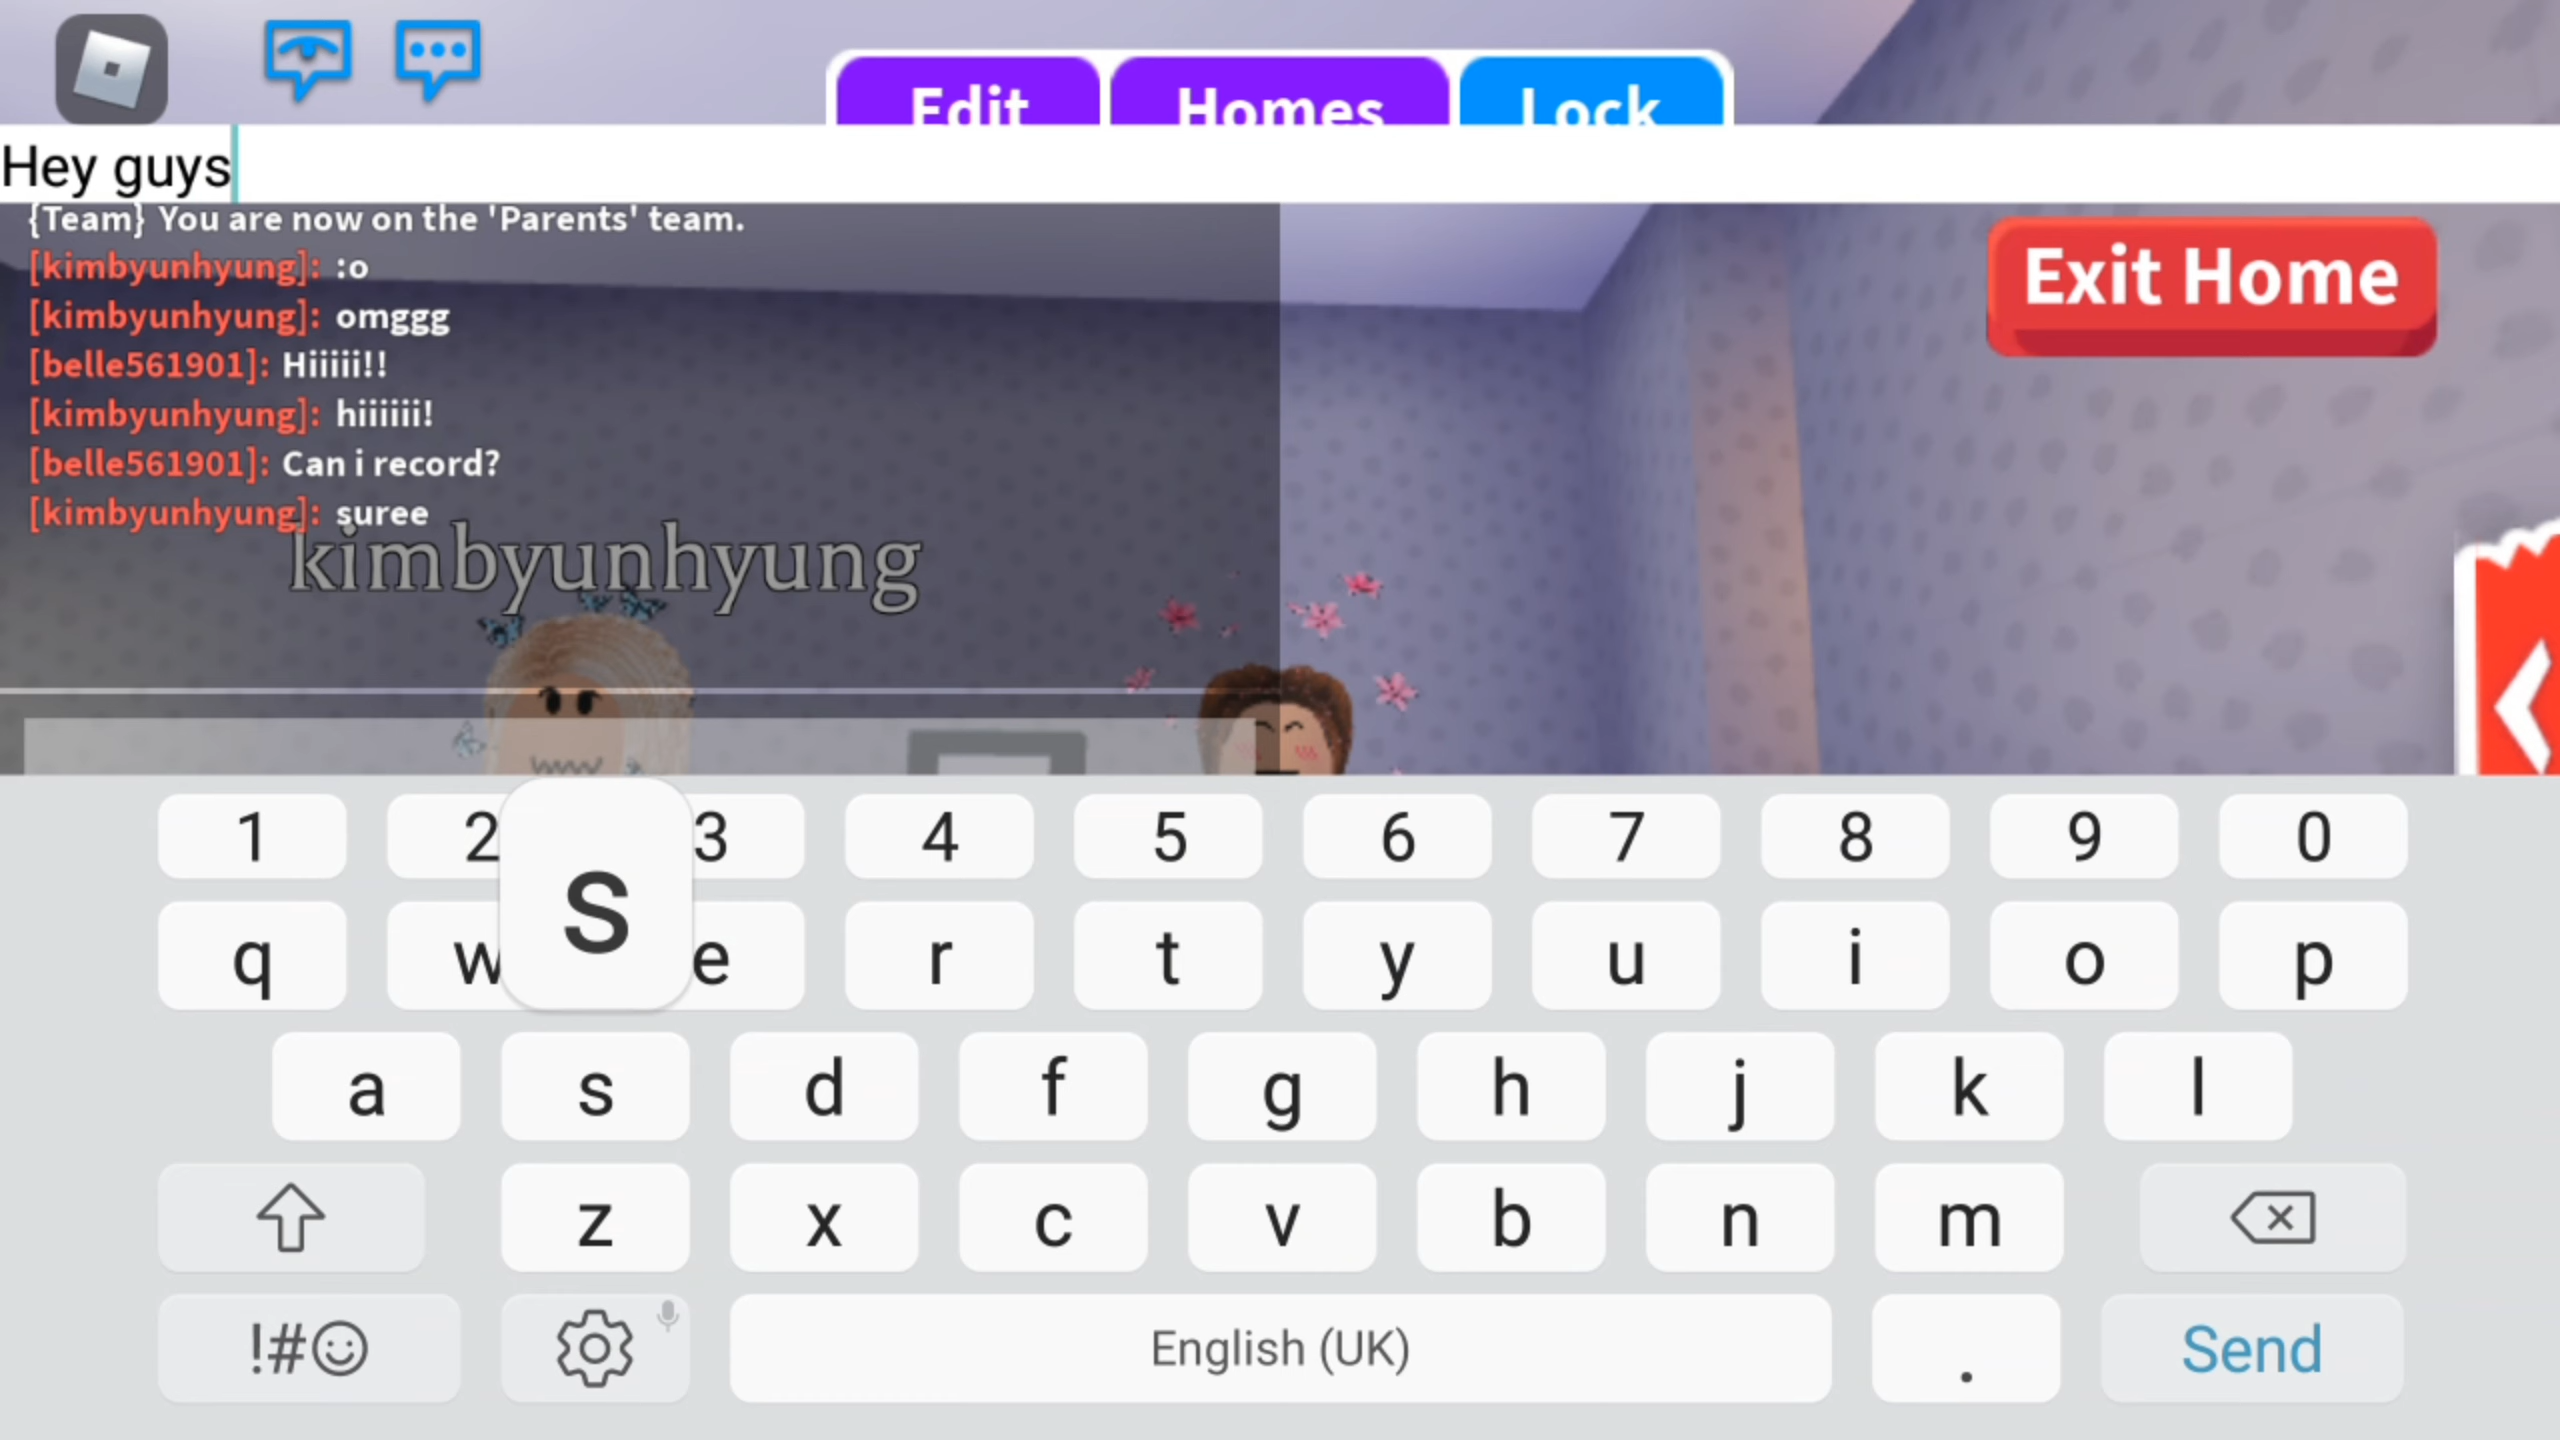 Edit Homes Lock
Hey guys
{Team} You are now on the 'Parents' team.
[kimbyunhyung]: :o
[kimbyunhyung]: omggg
[belle561901]: Hiiiii!!
[kimbyunhyung]: hiiiiii!
[belle561901]: Can i record?
[kimbyunhyung]: suree
Exit Home
kimbyunhyung
1 2 3 4 5 6 7 8 9 0
s
q w e r t y u i o p
a s d f g h j k l
z x c v b n m
!#☺ English (UK) . Send